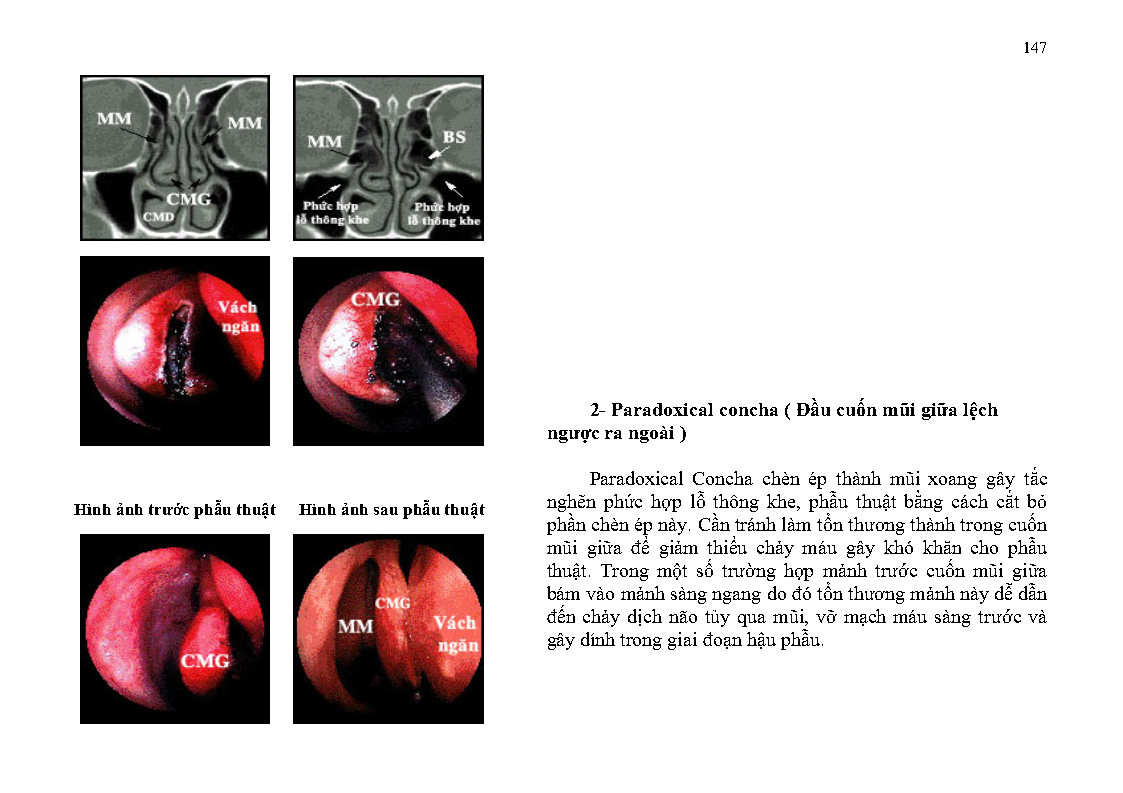 147
MM
MM
CMG
CMD
MM
BS
Phức hợp
lỗ thông khe
Phức hợp
lỗ thông khe
Vách
ngăn
CMG
Hình ảnh trước phẫu thuật
Hình ảnh sau phẫu thuật
CMG
CMG
MM
Vách
ngăn
2- Paradoxical concha ( Đầu cuốn mũi giữa lệch
ngược ra ngoài )
Paradoxical Concha chèn ép thành mũi xoang gây tắc
nghẽn phức hợp lỗ thông khe, phẫu thuật bằng cách cắt bỏ
phần chèn ép này. Cần tránh làm tổn thương thành trong cuốn
mũi giữa để giảm thiểu chảy máu gây khó khăn cho phẫu
thuật. Trong một số trường hợp mảnh trước cuốn mũi giữa
bám vào mảnh sàng ngang do đó tổn thương mảnh này dễ dẫn
đến chảy dịch não tủy qua mũi, vỡ mạch máu sàng trước và
gây dính trong giai đoạn hậu phẫu.